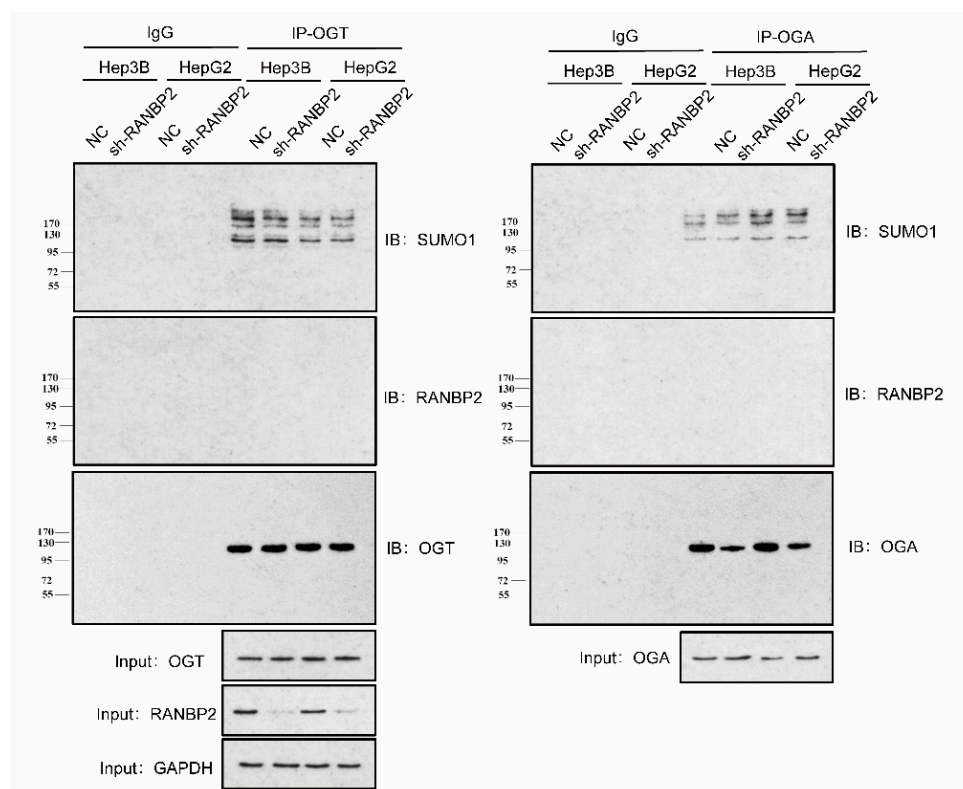 IgG IP-OGT
Hep3B HepG2 Hep3B HepG2
NC sh-RANBP2 NC sh-RANBP2 NC sh-RANBP2 NC sh-RANBP2
170
130
95
72
55
IB: SUMO1
170
130
95
72
55
IB: RANBP2
170
130
95
72
55
IB: OGT
Input: OGT
Input: RANBP2
Input: GAPDH
IgG IP-OGA
Hep3B HepG2 Hep3B HepG2
NC sh-RANBP2 NC sh-RANBP2 NC sh-RANBP2 NC sh-RANBP2
170
130
95
72
55
IB: SUMO1
170
130
95
72
55
IB: RANBP2
170
130
95
72
55
IB: OGA
Input: OGA